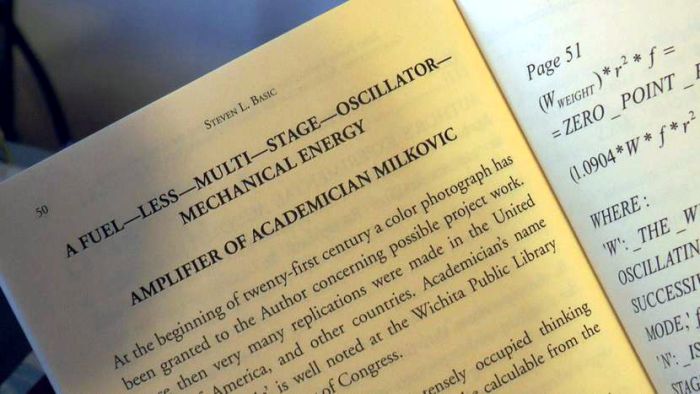 50
STEVEN L. BASIC
A FUEL—LESS—MULTI—STAGE—OSCILLATOR—
MECHANICAL ENERGY
AMPLIFIER OF ACADEMICIAN MILKOVIC
At the beginning of twenty-first century a color photograph has
been granted to the Author concerning possible project work.
then very many replications were made in the United
of America, and other countries. Academician's name
is well noted at the Wichita Public Library
of Congress.
occupied thinking
calculable from the
Page 51
(W WEIGHT)*r²*f=
=ZERO_POINT_
(1.0904*W*f*r²
WHERE:
'W':_THE_
OSCILLATIN
SUCCESSI
MODE,'
'N':_IS
STAG